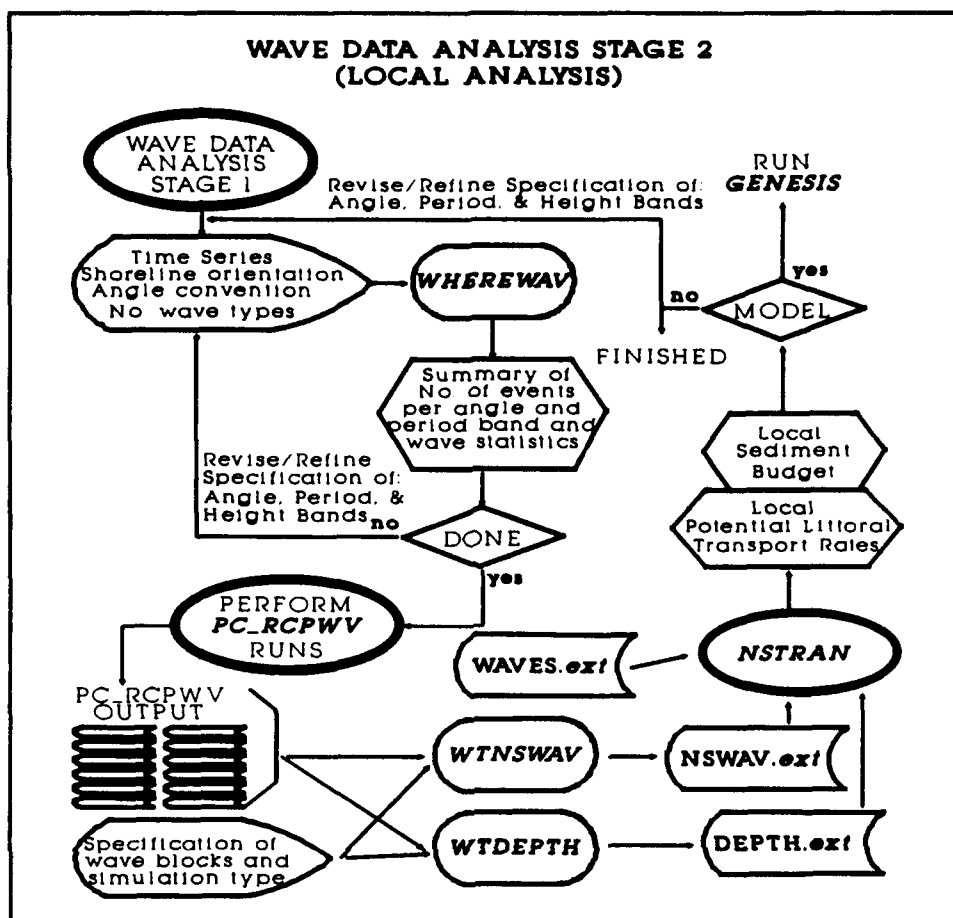 WAVE DATA ANALYSIS STAGE 2
(LOCAL ANALYSIS)
WAVE DATA
ANALYSIS
STAGE 1
Revise/Refine Specification of:
Angle, Period, & Height Bands
RUN
GENESIS
Time Series
Shoreline orientation
Angle convention
No. wave types
WHEREWAV
no
yes
MODEL
FINISHED
Summary of
No. of events
per angle and
period band and
wave statistics
Local
Sediment
Budget
Revise/Refine
Specification of:
Angle, Period, &
Height Bands
no
DONE
yes
Local
Potential Littoral
Transport Rates
PERFORM
PC_RCPWV
RUNS
WAVES.ext
NSTRAN
PC_RCPWV
OUTPUT
WTNSWAV
NSWAV.ext
Specification of
wave blocks and
simulation type
WTDEPTH
DEPTH.ext